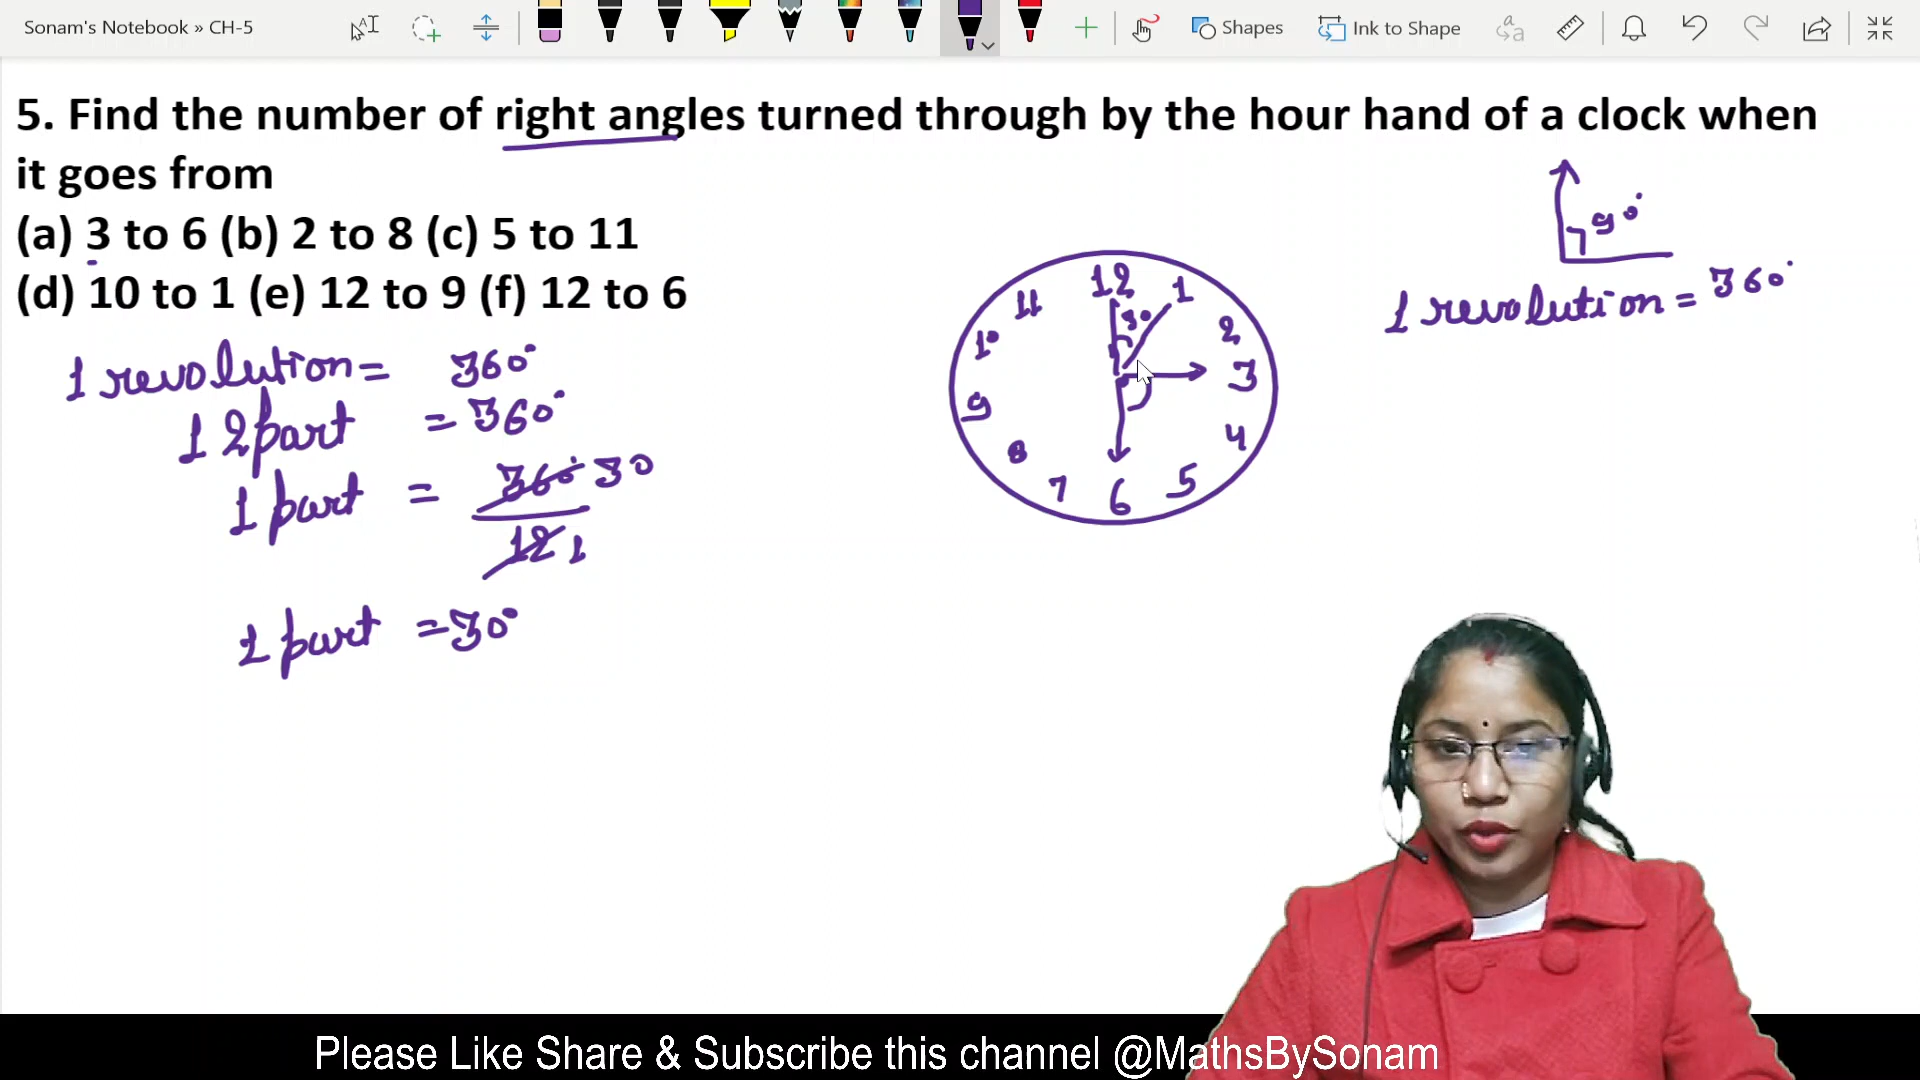 Sonam's Notebook » CH-5
Shapes
Ink to Shape
5. Find the number of right angles turned through by the hour hand of a clock when
it goes from
(a) 3 to 6 (b) 2 to 8 (c) 5 to 11
(d) 10 to 1 (e) 12 to 9 (f) 12 to 6
90°
1 revolution = 360°
12
1
2
3
4
5
6
7
8
9
10
11
30
1 revolution = 360°
12 part = 360°
1 part = 360° 30
12 1
1 part = 30°
Please Like Share & Subscribe this channel @MathsBySonam